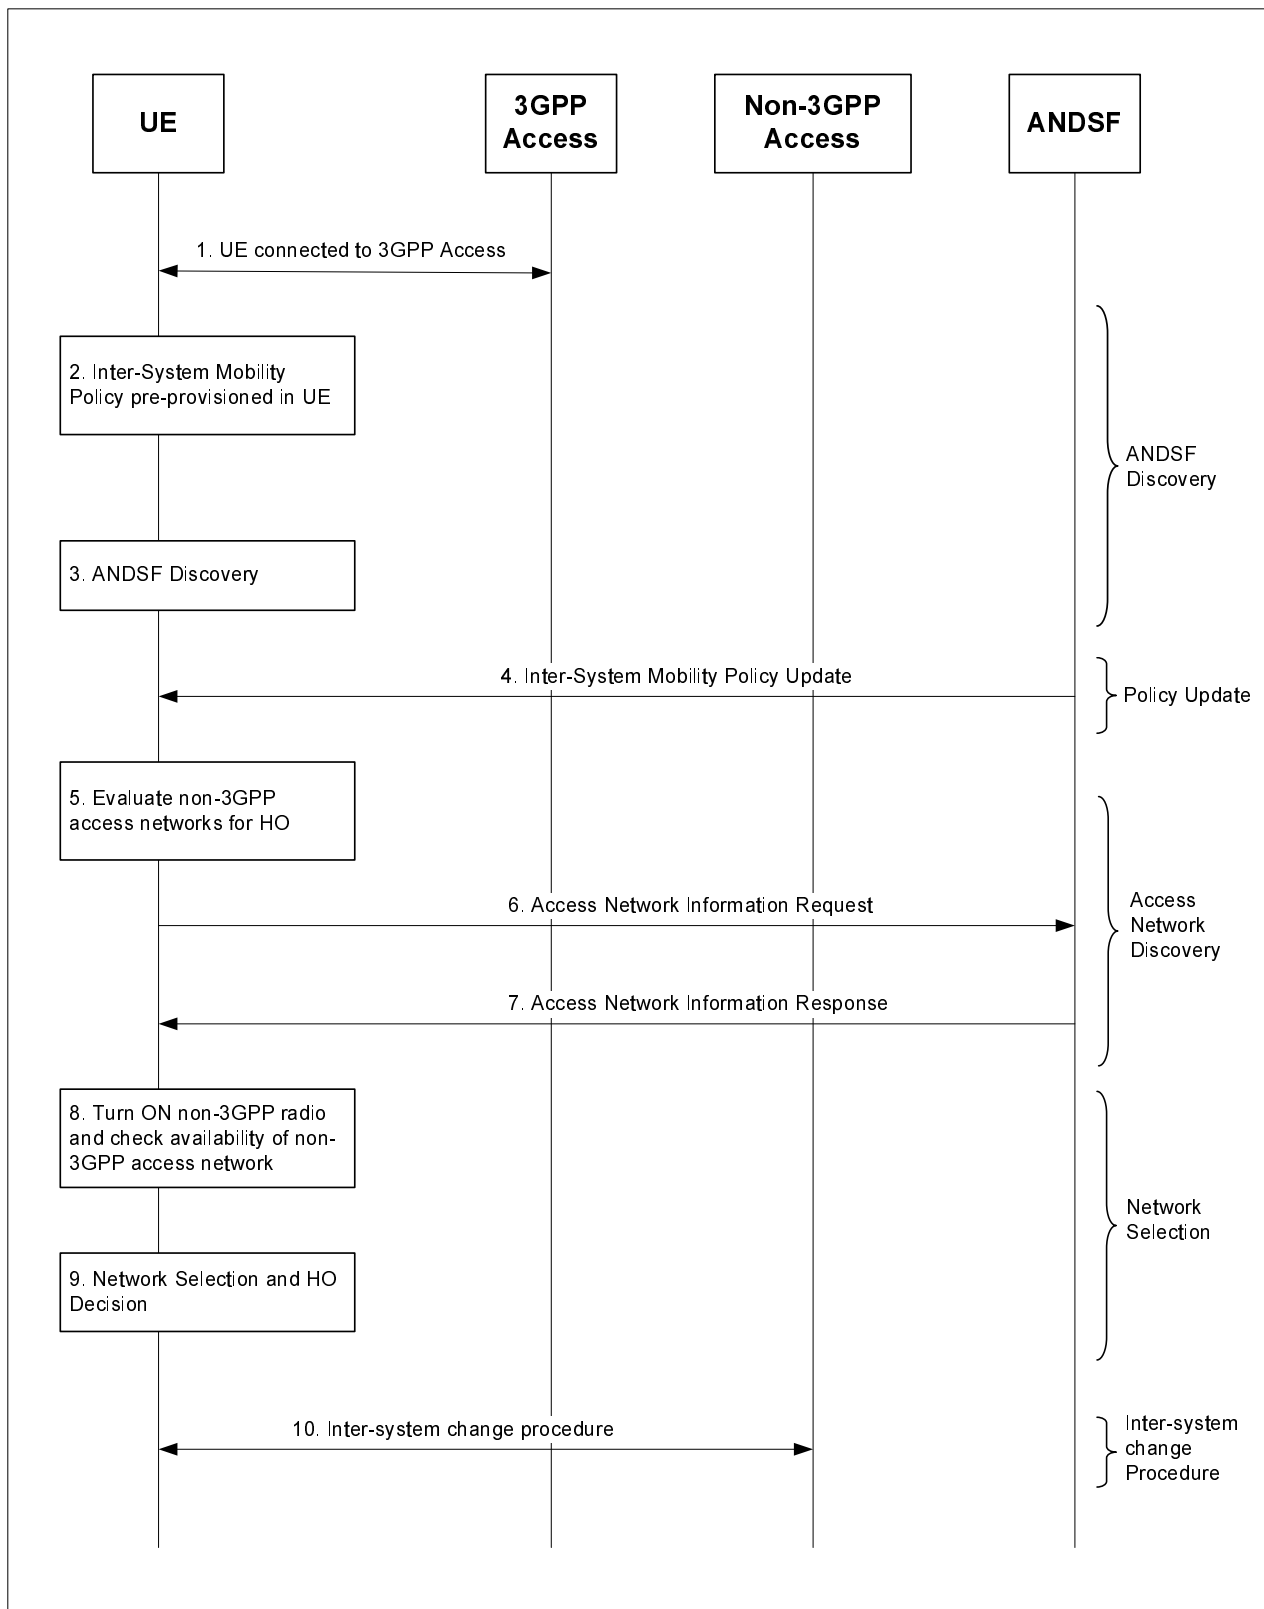 UE
3GPP
Access
Non-3GPP
Access
ANDSF
1. UE connected to 3GPP Access
2. Inter-System Mobility
Policy pre-provisioned in UE
ANDSF
Discovery
3. ANDSF Discovery
4. Inter-System Mobility Policy Update
Policy Update
5. Evaluate non-3GPP
access networks for HO
6. Access Network Information Request
Access
Network
Discovery
7. Access Network Information Response
8. Turn ON non-3GPP radio
and check availability of non-
3GPP access network
Network
Selection
9. Network Selection and HO
Decision
10. Inter-system change procedure
Inter-system
change
Procedure